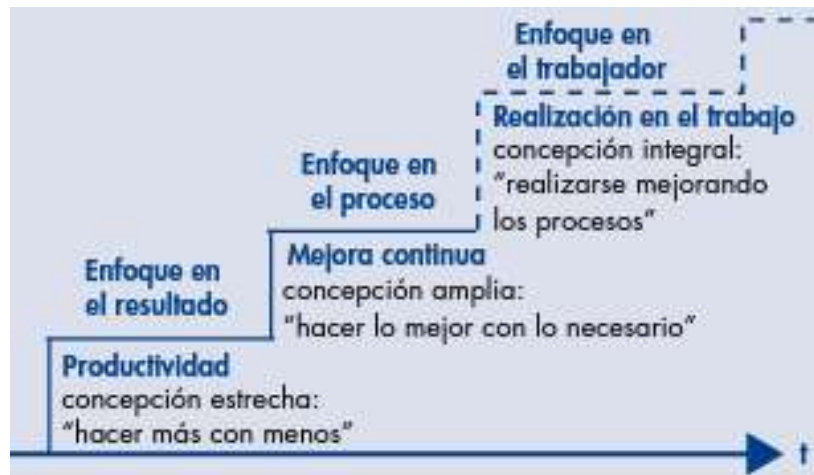 Enfoque en
el trabajador
Realización en el trabajo
concepción integral:
“realizarse mejorando
los procesos”
Enfoque en
el proceso
Mejora continua
concepción amplia:
“hacer lo mejor con lo necesario”
Enfoque en
el resultado
Productividad
concepción estrecha:
“hacer más con menos”
t